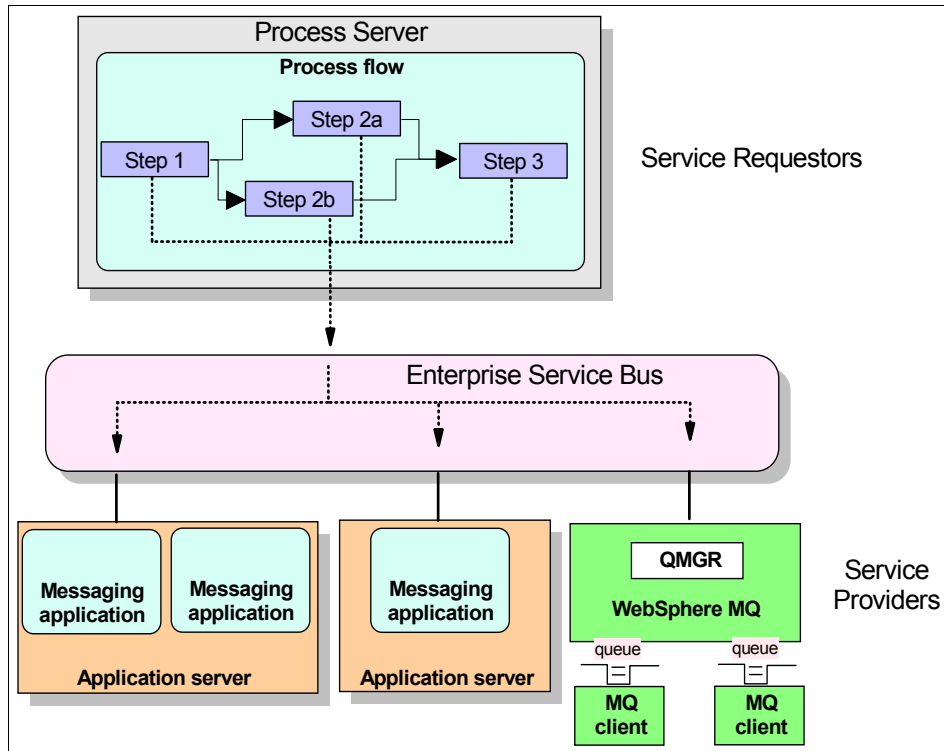 Process Server
Process flow
Step 2a
Step 1
Step 3
Step 2b
Service Requestors
Enterprise Service Bus
Messaging
application
Messaging
application
Application server
Messaging
application
Application server
QMGR
WebSphere MQ
queue
queue
MQ
client
MQ
client
Service
Providers